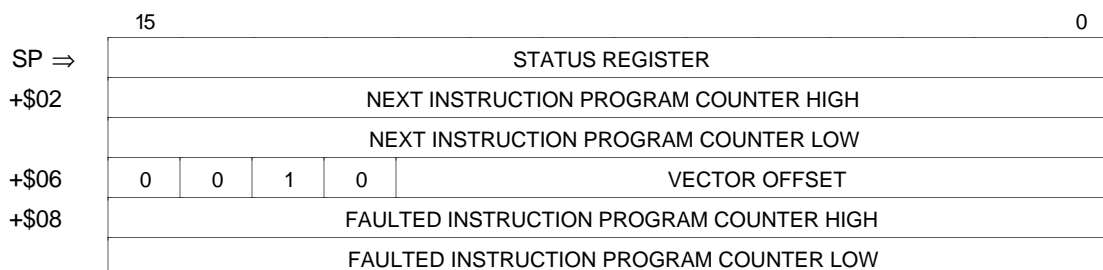 15 0
SP ⇒ STATUS REGISTER
+$02 NEXT INSTRUCTION PROGRAM COUNTER HIGH
NEXT INSTRUCTION PROGRAM COUNTER LOW
+$06 0 0 1 0 VECTOR OFFSET
+$08 FAULTED INSTRUCTION PROGRAM COUNTER HIGH
FAULTED INSTRUCTION PROGRAM COUNTER LOW